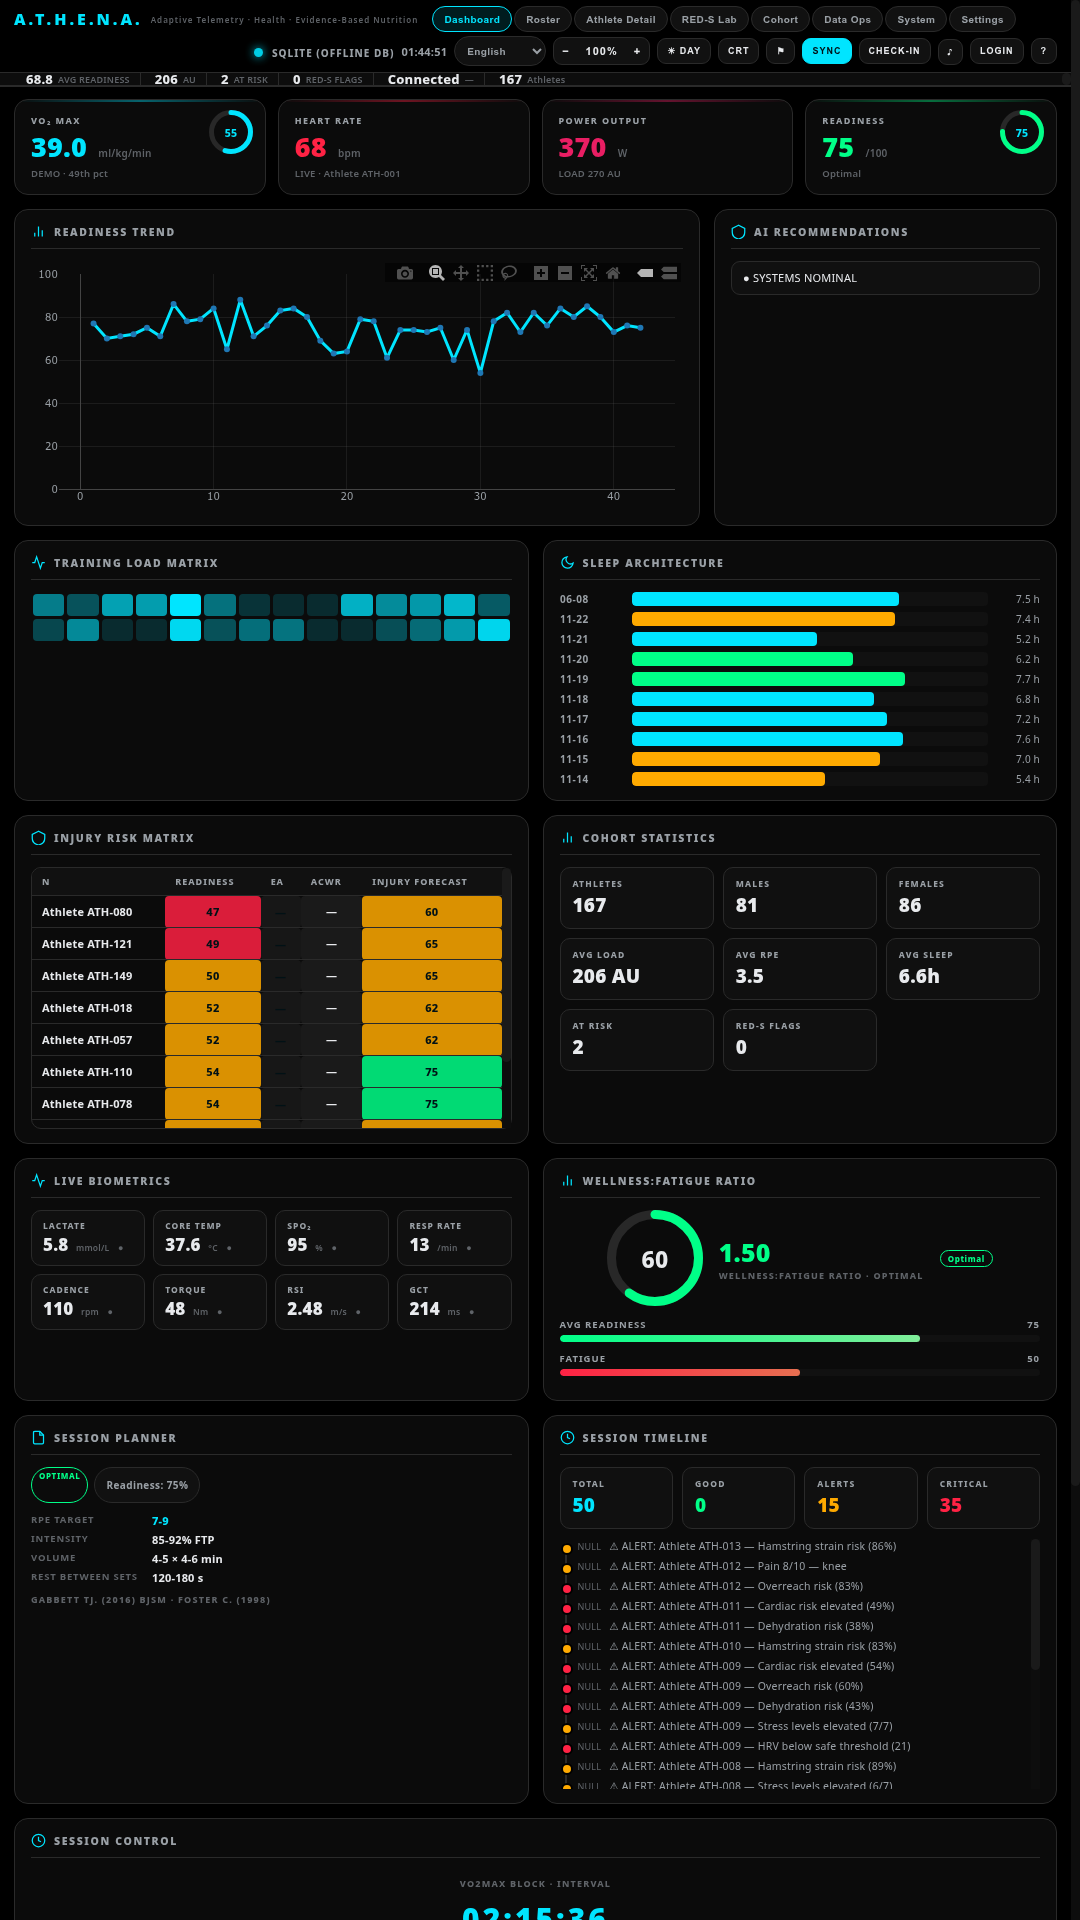 A.T.H.E.N.A. Adaptive Telemetry · Health · Evidence-Based Nutrition Dashboard Roster Athlete Detail RED-S Lab Cohort Data Ops System Settings
SQLITE (OFFLINE DB) 01:44:51 English − 100% + ☀ DAY CRT ⚑ SYNC CHECK-IN ♪ LOGIN ?
68.8 AVG READINESS 206 AU 2 AT RISK 0 RED-S FLAGS Connected — 167 Athletes
VO₂ MAX
39.0 ml/kg/min
55
DEMO · 49th pct
HEART RATE
68 bpm
LIVE · Athlete ATH-001
POWER OUTPUT
370 W
LOAD 270 AU
READINESS
75 /100
75
Optimal
READINESS TREND
100
80
60
40
20
0
0 10 20 30 40
AI RECOMMENDATIONS
● SYSTEMS NOMINAL
TRAINING LOAD MATRIX
SLEEP ARCHITECTURE
06-08 7.5 h
11-22 7.4 h
11-21 5.2 h
11-20 6.2 h
11-19 7.7 h
11-18 6.8 h
11-17 7.2 h
11-16 7.6 h
11-15 7.0 h
11-14 5.4 h
INJURY RISK MATRIX
N READINESS EA ACWR INJURY FORECAST
Athlete ATH-080 47 — — 60
Athlete ATH-121 49 — — 65
Athlete ATH-149 50 — — 65
Athlete ATH-018 52 — — 62
Athlete ATH-057 52 — — 62
Athlete ATH-110 54 — — 75
Athlete ATH-078 54 — — 75
COHORT STATISTICS
ATHLETES MALES FEMALES
167 81 86
AVG LOAD AVG RPE AVG SLEEP
206 AU 3.5 6.6h
AT RISK RED-S FLAGS
2 0
LIVE BIOMETRICS
LACTATE CORE TEMP SPO₂ RESP RATE
5.8 mmol/L 37.6 °C 95 % 13 /min
CADENCE TORQUE RSI GCT
110 rpm 48 Nm 2.48 m/s 214 ms
WELLNESS:FATIGUE RATIO
60
1.50
WELLNESS:FATIGUE RATIO · OPTIMAL
Optimal
AVG READINESS 75
FATIGUE 50
SESSION PLANNER
OPTIMAL Readiness: 75%
RPE TARGET 7-9
INTENSITY 85-92% FTP
VOLUME 4-5 × 4-6 min
REST BETWEEN SETS 120-180 s
GABBETT TJ. (2016) BJSM · FOSTER C. (1998)
SESSION TIMELINE
TOTAL GOOD ALERTS CRITICAL
50 0 15 35
NULL ⚠ ALERT: Athlete ATH-013 — Hamstring strain risk (86%)
NULL ⚠ ALERT: Athlete ATH-012 — Pain 8/10 — knee
NULL ⚠ ALERT: Athlete ATH-012 — Overreach risk (83%)
NULL ⚠ ALERT: Athlete ATH-011 — Cardiac risk elevated (49%)
NULL ⚠ ALERT: Athlete ATH-011 — Dehydration risk (38%)
NULL ⚠ ALERT: Athlete ATH-010 — Hamstring strain risk (83%)
NULL ⚠ ALERT: Athlete ATH-009 — Cardiac risk elevated (54%)
NULL ⚠ ALERT: Athlete ATH-009 — Overreach risk (60%)
NULL ⚠ ALERT: Athlete ATH-009 — Dehydration risk (43%)
NULL ⚠ ALERT: Athlete ATH-009 — Stress levels elevated (7/7)
NULL ⚠ ALERT: Athlete ATH-009 — HRV below safe threshold (21)
NULL ⚠ ALERT: Athlete ATH-008 — Hamstring strain risk (89%)
NULL ⚠ ALERT: Athlete ATH-008 — Stress levels elevated (6/7)
SESSION CONTROL
VO2MAX BLOCK · INTERVAL
02:15:36